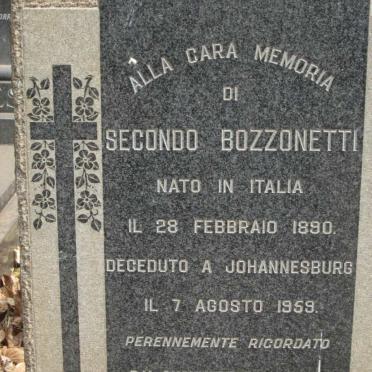 ALLA CARA MEMORIA
DI
SECONDO BOZZONETTI
NATO IN ITALIA
IL 28 FEBBRAIO 1890.
DECEDUTO A JOHANNESBURG
IL 7 AGOSTO 1959.
PERENNEMENTE RICORDATO